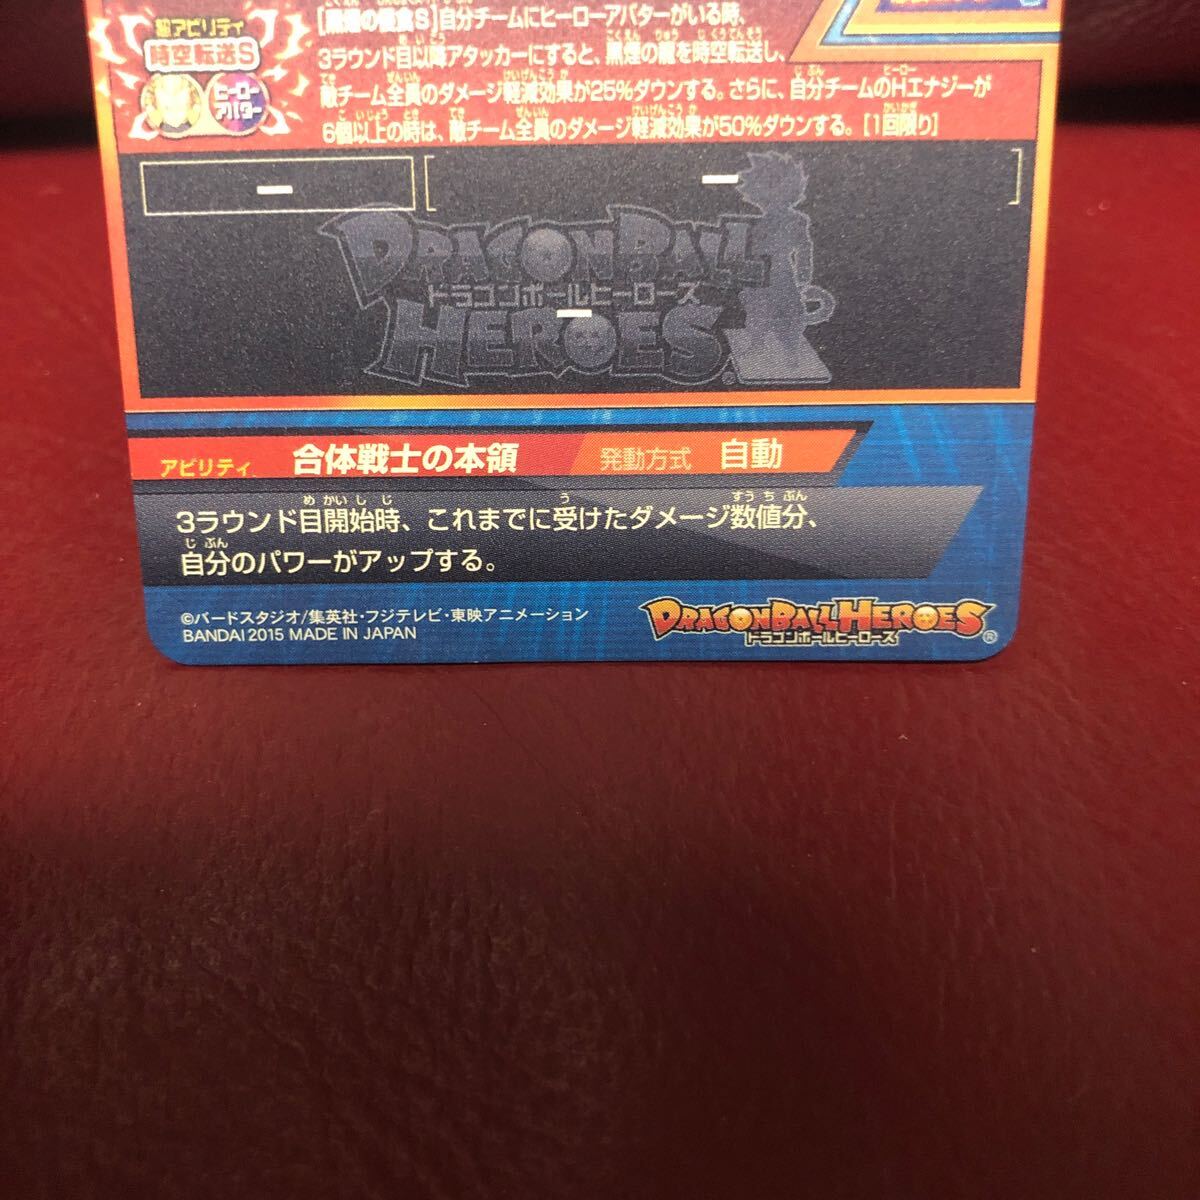 超アビリティ
時空転送S
ヒーロー
アバター
自分チームにヒーローアバターがいる時、
3ラウンド目以降アタッカーにすると、黒煙の龍を時空転送し、
敵チーム全員のダメージ軽減効果が25%ダウンする。さらに、自分チームのHエナジーが
6個以上の時は、敵チーム全員のダメージ軽減効果が50%ダウンする。[1回限り]
DRAGONBALL
ドラゴンボールヒーローズ
HEROES
アビリティ 合体戦士の本領 発動方式 自動
3ラウンド目開始時、これまでに受けたダメージ数値分、
自分のパワーがアップする。
©バードスタジオ/集英社・フジテレビ・東映アニメーション
BANDAI 2015 MADE IN JAPAN
DRAGONBALL HEROES
ドラゴンボールヒーローズ